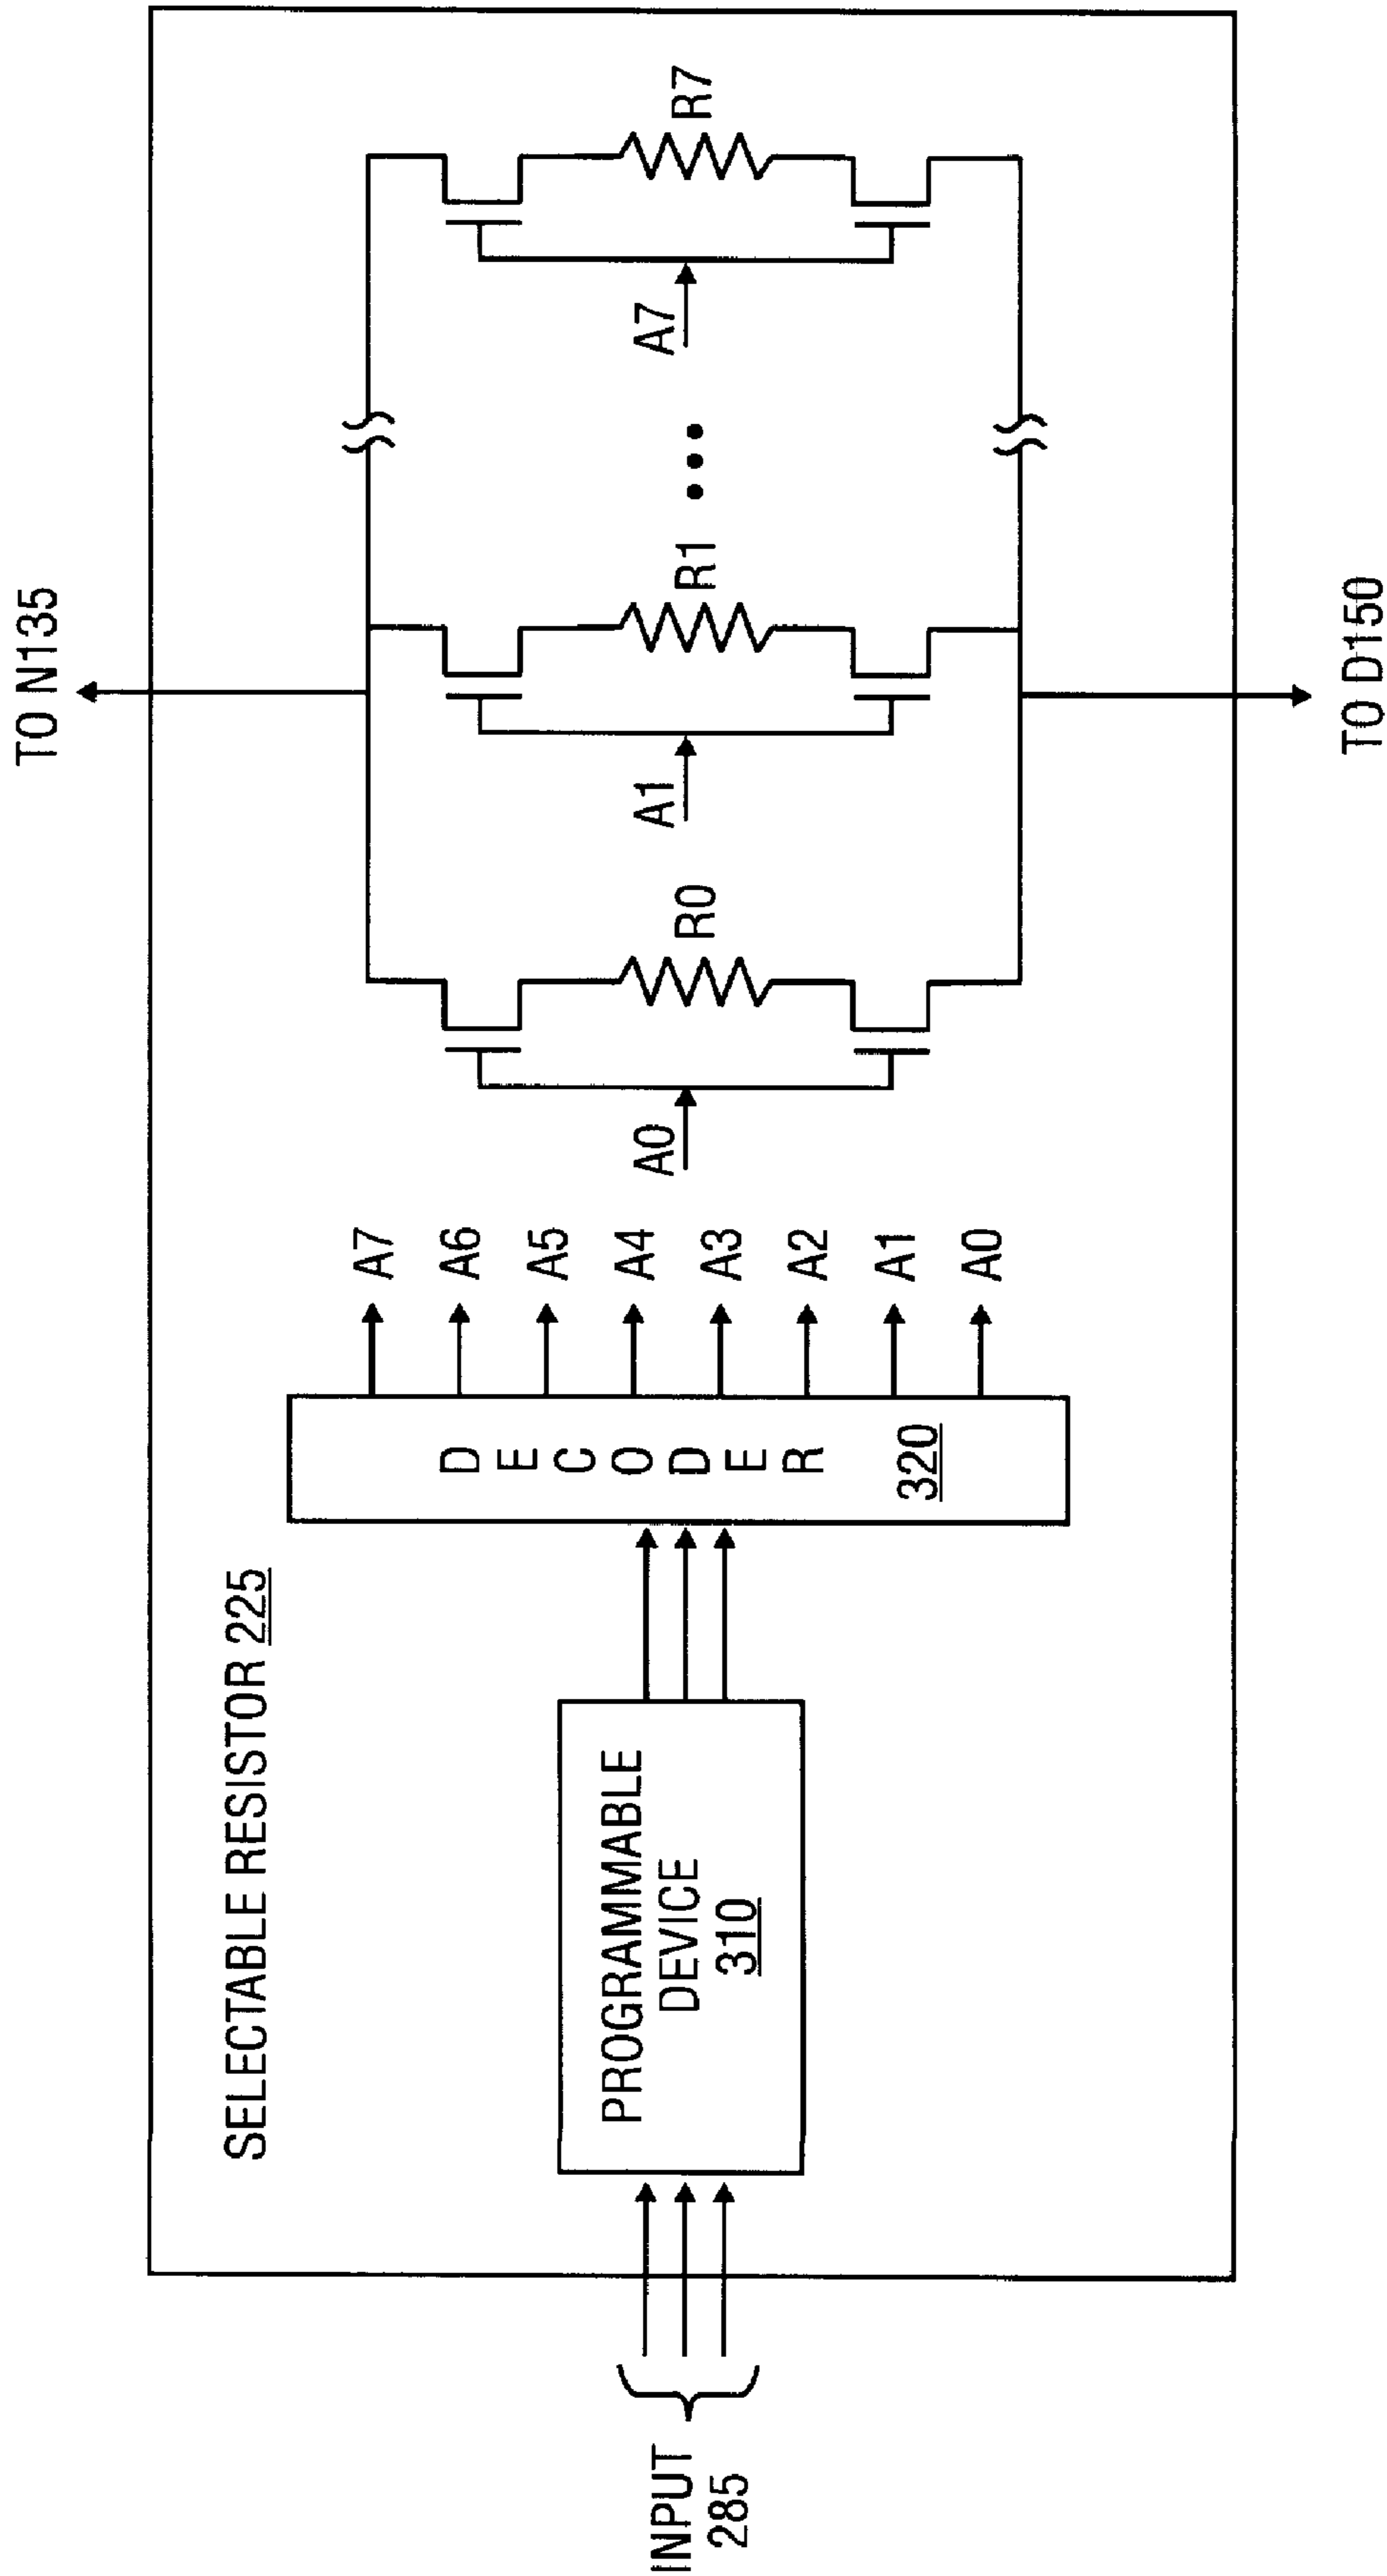 TO N135
SELECTABLE RESISTOR 225
INPUT
285
PROGRAMMABLE
DEVICE
310
DECODER
320
A7
A6
A5
A4
A3
A2
A1
A0
A0
R0
A1
R1
A7
R7
TO D150